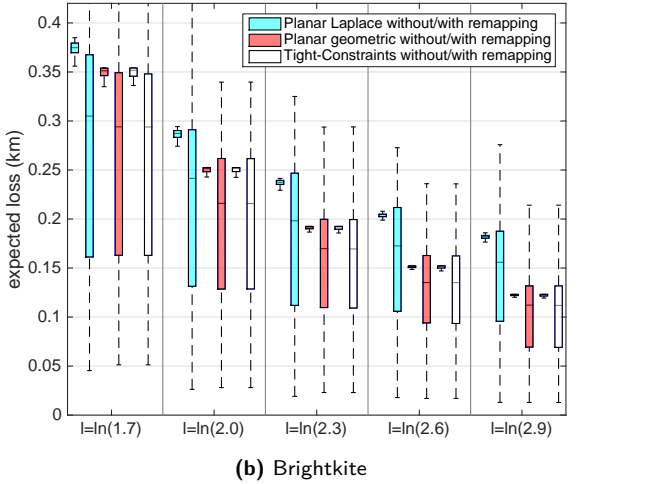 Planar Laplace without/with remapping
Planar geometric without/with remapping
Tight-Constraints without/with remapping
expected loss (km)
0.4
0.35
0.3
0.25
0.2
0.15
0.1
0.05
0
l=ln(1.7) l=ln(2.0) l=ln(2.3) l=ln(2.6) l=ln(2.9)
(b) Brightkite